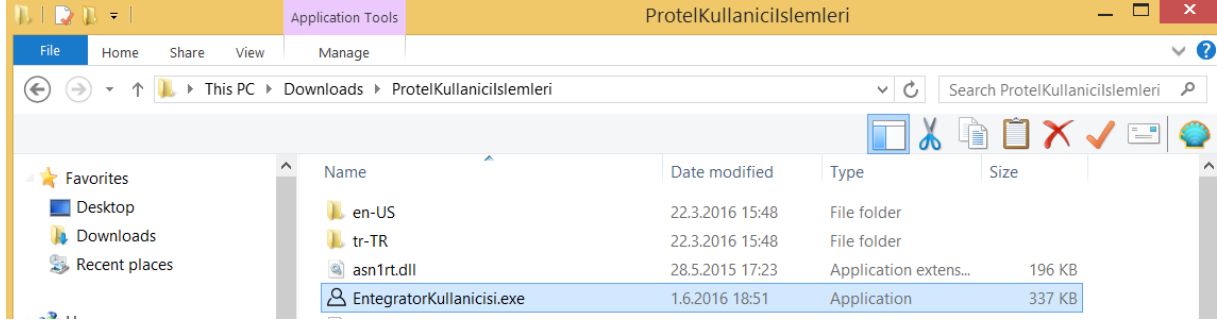 Application Tools ProtelKullaniciIslemleri
File Home Share View Manage
This PC Downloads ProtelKullaniciIslemleri Search ProtelKullaniciIslemleri
Name Date modified Type Size
Favorites
Desktop en-US 22.3.2016 15:48 File folder
Downloads tr-TR 22.3.2016 15:48 File folder
Recent places asn1rt.dll 28.5.2015 17:23 Application extens... 196 KB
EntegratorKullanicisi.exe 1.6.2016 18:51 Application 337 KB